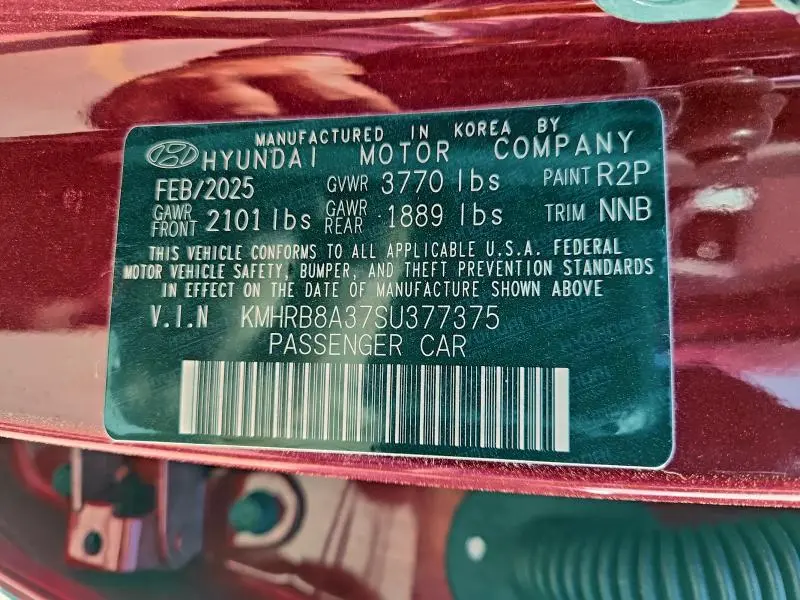 MANUFACTURED IN KOREA BY
HYUNDAI MOTOR COMPANY
FEB/2025 GVWR 3770 lbs PAINT R2P
GAWR FRONT 2101 lbs GAWR REAR 1889 lbs TRIM NNB
THIS VEHICLE CONFORMS TO ALL APPLICABLE U.S.A. FEDERAL
MOTOR VEHICLE SAFETY, BUMPER, AND THEFT PREVENTION STANDARDS
IN EFFECT ON THE DATE OF MANUFACTURE SHOWN ABOVE
V.I.N KMHRB8A37SU377375
PASSENGER CAR